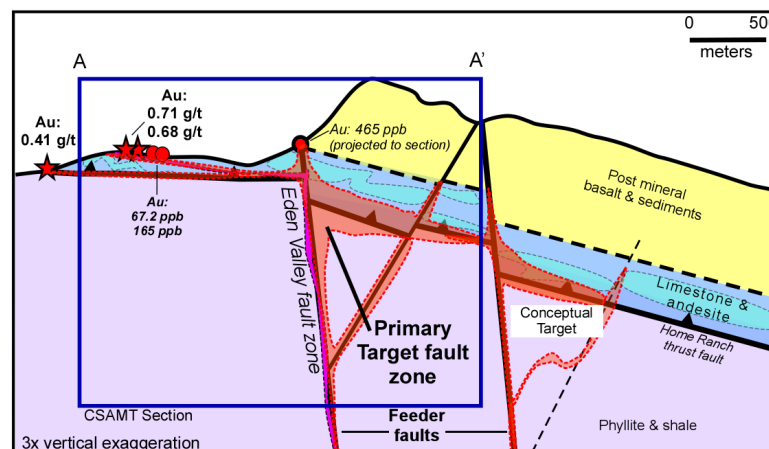 0
500
meters
A
A'
Au:
0.71 g/t
0.68 g/t
Au:
0.41 g/t
Au: 465 ppb
(projected to section)
Au:
67.2 ppb
165 ppb
Post mineral
basalt & sediments
Eden Valley fault zone
Limestone &
andesite
Conceptual
Target
Home Ranch
thrust fault
Primary
Target fault
zone
CSAMT Section
Feeder
faults
Phyllite & shale
3x vertical exaggeration